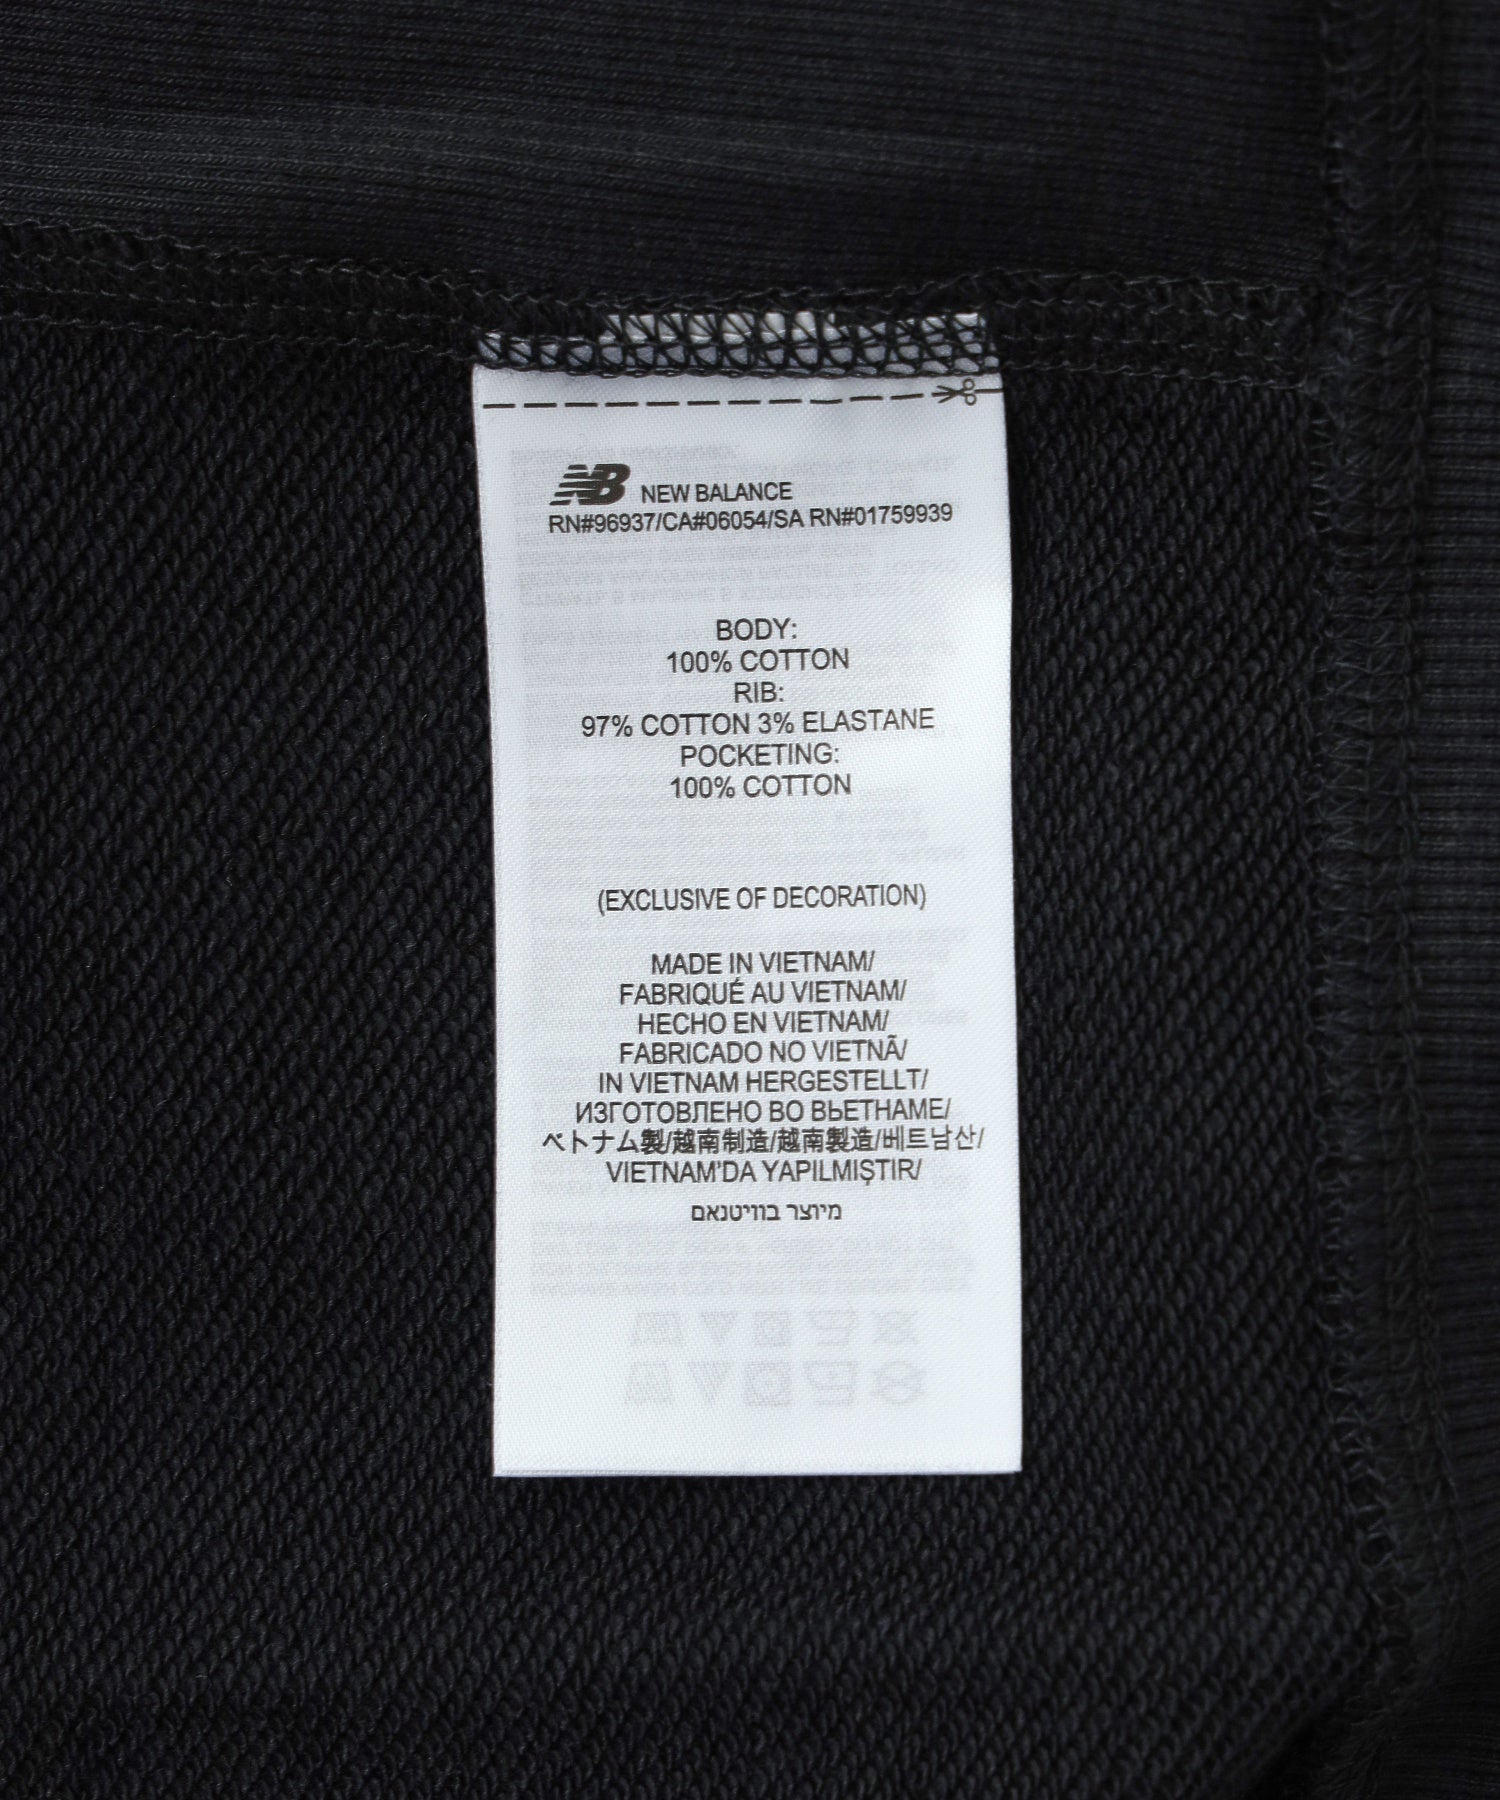 NB NEW BALANCE
RN#96937/CA#06054/SA RN#01759939
BODY:
100% COTTON
RIB:
97% COTTON 3% ELASTANE
POCKETING:
100% COTTON
(EXCLUSIVE OF DECORATION)
MADE IN VIETNAM/
FABRIQUÉ AU VIETNAM/
HECHO EN VIETNAM/
FABRICADO NO VIETNÃ/
IN VIETNAM HERGESTELLT/
ИЗГОТОВЛЕНО ВО ВЬЕТНАМЕ/
ベトナム製/越南制造/越南製造/베트남산/
VIETNAM'DA YAPILMIŞTIR/
מיוצר בוויטנאם